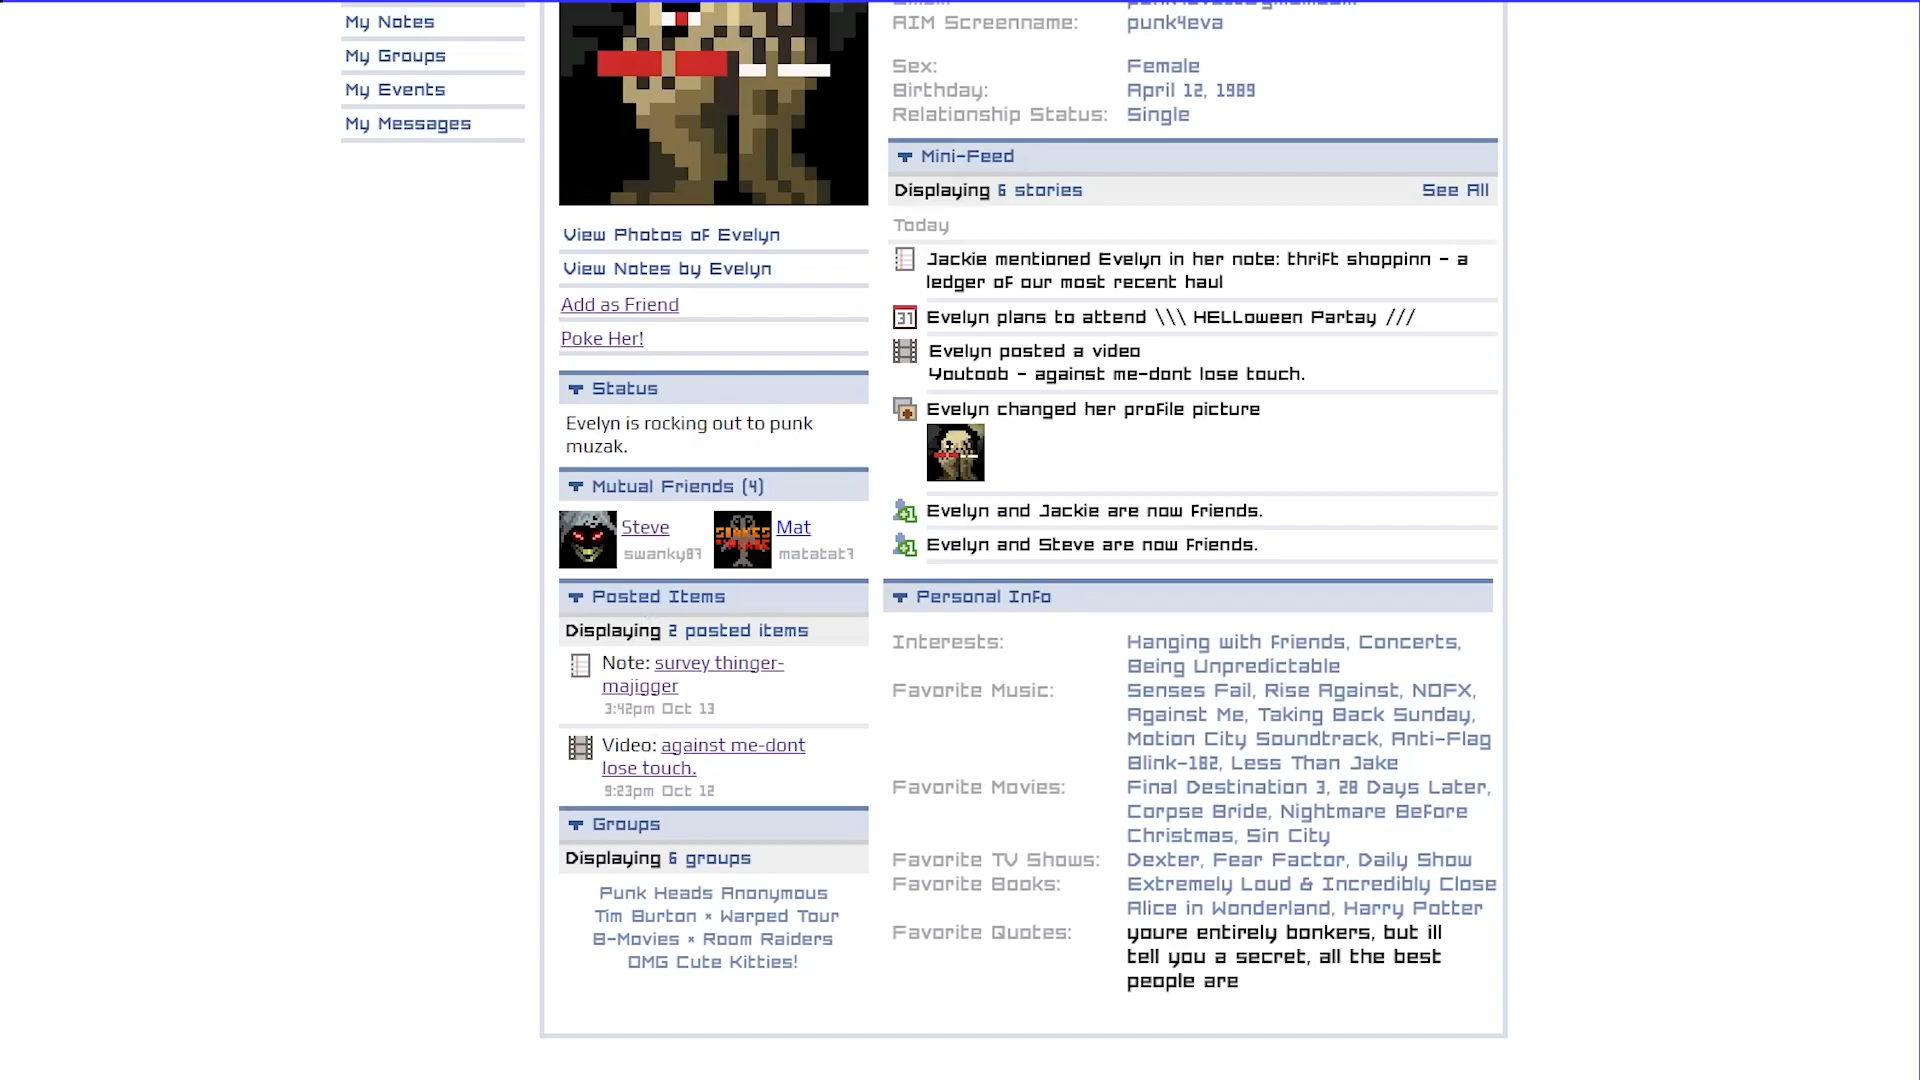 My Notes
My Groups
My Events
My Messages
View Photos of Evelyn
View Notes by Evelyn
Add as Friend
Poke Her!
Status
Evelyn is rocking out to punk
muzak.
Mutual Friends (4)
Steve
swanky87
Mat
matatat7
Posted Items
Displaying 2 posted items
Note: survey thinger-
majigger
3:42pm Oct 13
Video: against me-dont
lose touch.
9:23pm Oct 12
Groups
Displaying 6 groups
Punk Heads Anonymous
Tim Burton × Warped Tour
B-Movies × Room Raiders
OMG Cute Kitties!
AIM Screenname: punk4eva
Sex: Female
Birthday: April 12, 1989
Relationship Status: Single
Mini-Feed
Displaying 6 stories See All
Today
Jackie mentioned Evelyn in her note: thrift shoppinn - a
ledger of our most recent haul
31 Evelyn plans to attend \\\ HELLoween Partay ///
Evelyn posted a video
Youtoob - against me-dont lose touch.
Evelyn changed her profile picture
Evelyn and Jackie are now friends.
Evelyn and Steve are now friends.
Personal Info
Interests: Hanging with friends, Concerts,
Being Unpredictable
Favorite Music: Senses Fail, Rise Against, NOFX,
Against Me, Taking Back Sunday,
Motion City Soundtrack, Anti-Flag
Blink-182, Less Than Jake
Favorite Movies: Final Destination 3, 28 Days Later,
Corpse Bride, Nightmare Before
Christmas, Sin City
Favorite TV Shows: Dexter, Fear Factor, Daily Show
Favorite Books: Extremely Loud & Incredibly Close
Alice in Wonderland, Harry Potter
Favorite Quotes: youre entirely bonkers, but ill
tell you a secret, all the best
people are